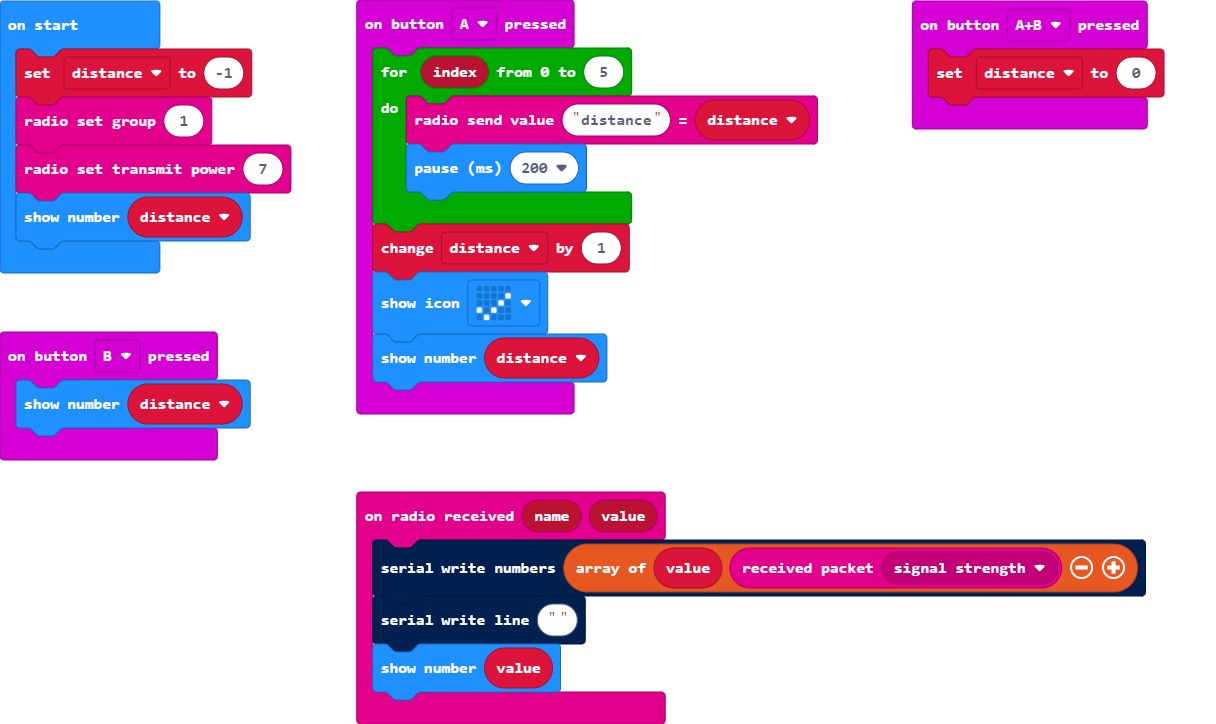 on start
set distance to -1
radio set group 1
radio set transmit power 7
show number distance
on button B pressed
show number distance
on button A pressed
for index from 0 to 5
do
radio send value "distance" = distance
pause (ms) 200
change distance by 1
show icon
show number distance
on button A+B pressed
set distance to 0
on radio received name value
serial write numbers array of value received packet signal strength
serial write line " "
show number value